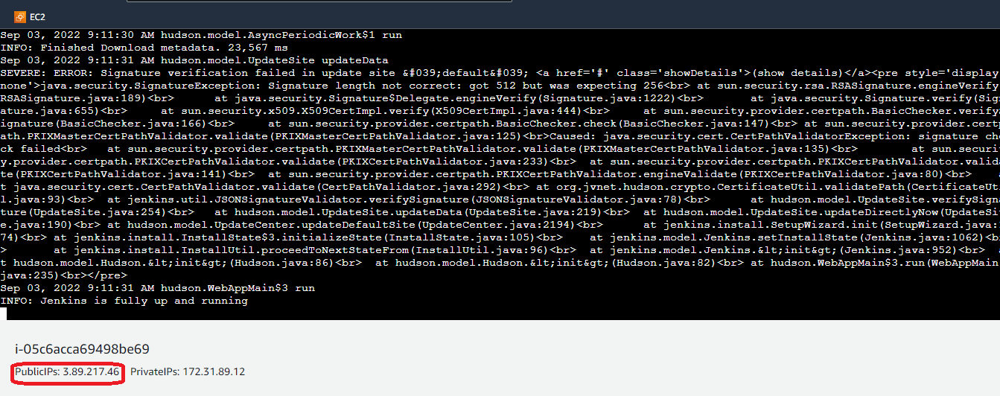 EC2
Sep 03, 2022 9:11:30 AM hudson.model.AsyncPeriodicWork$1 run
INFO: Finished Download metadata. 23,567 ms
Sep 03, 2022 9:11:31 AM hudson.model.UpdateSite updateData
SEVERE: ERROR: Signature verification failed in update site &#039;default&#039; <a href='#' class='showDetails'>(show details)</a><pre style='display
none'>java.security.SignatureException: Signature length not correct: got 512 but was expecting 256<br> at sun.security.rsa.RSASignature.engineVerify
RSASignature.java:189)<br>      at java.security.Signature$Delegate.engineVerify(Signature.java:1222)<br>        at java.security.Signature.verify(Sig
ature.java:655)<br>     at sun.security.x509.X509CertImpl.verify(X509CertImpl.java:444)<br>     at sun.security.provider.certpath.BasicChecker.verifyS
ignature(BasicChecker.java:166)<br>     at sun.security.provider.certpath.BasicChecker.check(BasicChecker.java:147)<br> at sun.security.provider.certp
ath.PKIXMasterCertPathValidator.validate(PKIXMasterCertPathValidator.java:125)<br>Caused: java.security.cert.CertPathValidatorException: signature che
ck failed<br>   at sun.security.provider.certpath.PKIXMasterCertPathValidator.validate(PKIXMasterCertPathValidator.java:135)<br>        at sun.securit
y.provider.certpath.PKIXCertPathValidator.validate(PKIXCertPathValidator.java:233)<br>  at sun.security.provider.certpath.PKIXCertPathValidator.valida
te(PKIXCertPathValidator.java:141)<br>  at sun.security.provider.certpath.PKIXCertPathValidator.engineValidate(PKIXCertPathValidator.java:80)<br>    a
t java.security.cert.CertPathValidator.validate(CertPathValidator.java:292)<br> at org.jvnet.hudson.crypto.CertificateUtil.validatePath(CertificateUti
l.java:93)<br>  at jenkins.util.JSONSignatureValidator.verifySignature(JSONSignatureValidator.java:78)<br>      at hudson.model.UpdateSite.verifySigna
ture(UpdateSite.java:254)<br>   at hudson.model.UpdateSite.updateData(UpdateSite.java:219)<br>  at hudson.model.UpdateSite.updateDirectlyNow(UpdateSit
e.java:190)<br> at hudson.model.UpdateCenter.updateDefaultSite(UpdateCenter.java:2194)<br>      at jenkins.install.SetupWizard.init(SetupWizard.java:
74)<br> at jenkins.install.InstallState$3.initializeState(InstallState.java:105)<br>    at jenkins.model.Jenkins.setInstallState(Jenkins.java:1062)<br
>       at jenkins.install.InstallUtil.proceedToNextStateFrom(InstallUtil.java:96)<br>  at jenkins.model.Jenkins.&lt;init&gt;(Jenkins.java:952)<br>   a
t hudson.model.Hudson.&lt;init&gt;(Hudson.java:86)<br>  at hudson.model.Hudson.&lt;init&gt;(Hudson.java:82)<br> at hudson.WebAppMain$3.run(WebAppMain
java:235)<br></pre>
Sep 03, 2022 9:11:31 AM hudson.WebAppMain$3 run
INFO: Jenkins is fully up and running
i-05c6acca69498be69
PublicIPs: 3.89.217.46 PrivateIPs: 172.31.89.12